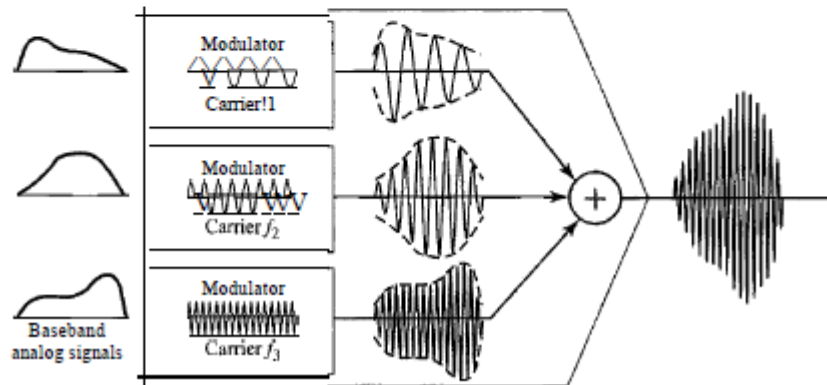 Modulator
Carrier!1
Modulator
Carrier f2
Modulator
Carrier f3
Baseband
analog signals
+